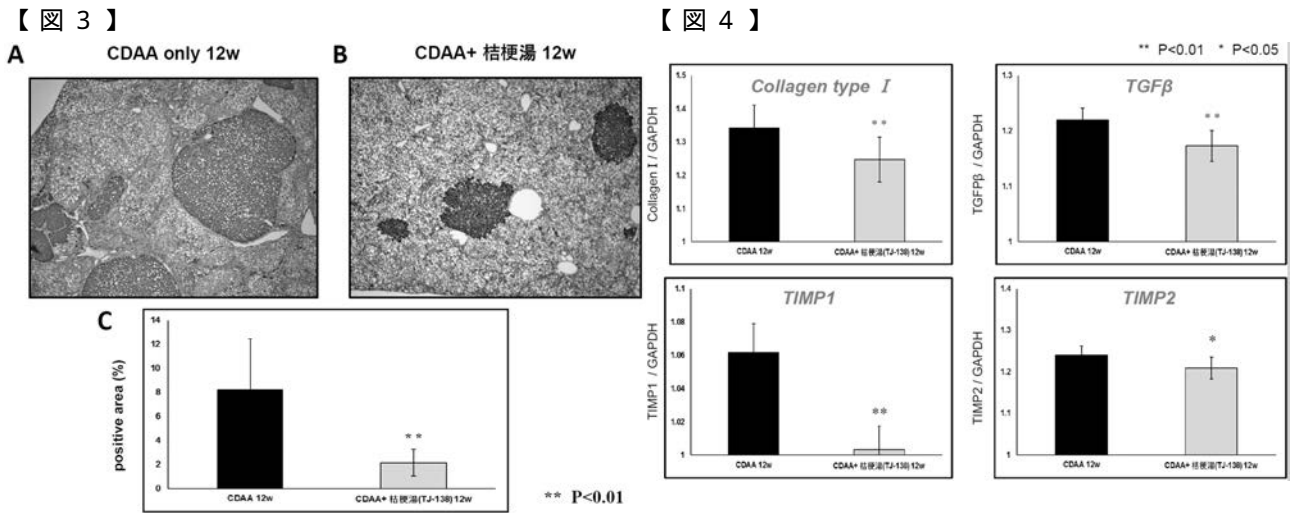 【 図 3 】
A CDAA only 12w
B CDAA+ 桔梗湯 12w
C
positive area (%)
14
12
10
8
6
4
2
0
CDAA 12w
CDAA+ 桔梗湯(TJ-138) 12w
**
** P<0.01
【 図 4 】
** P<0.01 * P<0.05
Collagen type I
Collagen I / GAPDH
1.5
1.4
1.3
1.2
1.1
1
**
CDAA 12w
CDAA+ 桔梗湯(TJ-138) 12w
TGFβ
TGFPβ / GAPDH
1.3
1.2
1.1
1
**
CDAA 12w
CDAA+ 桔梗湯(TJ-138) 12w
TIMP1
TIMP1 / GAPDH
1.1
1.08
1.06
1.04
1.02
1
**
CDAA 12w
CDAA+ 桔梗湯(TJ-138) 12w
TIMP2
TIMP2 / GAPDH
1.4
1.3
1.2
1.1
1
*
CDAA 12w
CDAA+ 桔梗湯(TJ-138) 12w